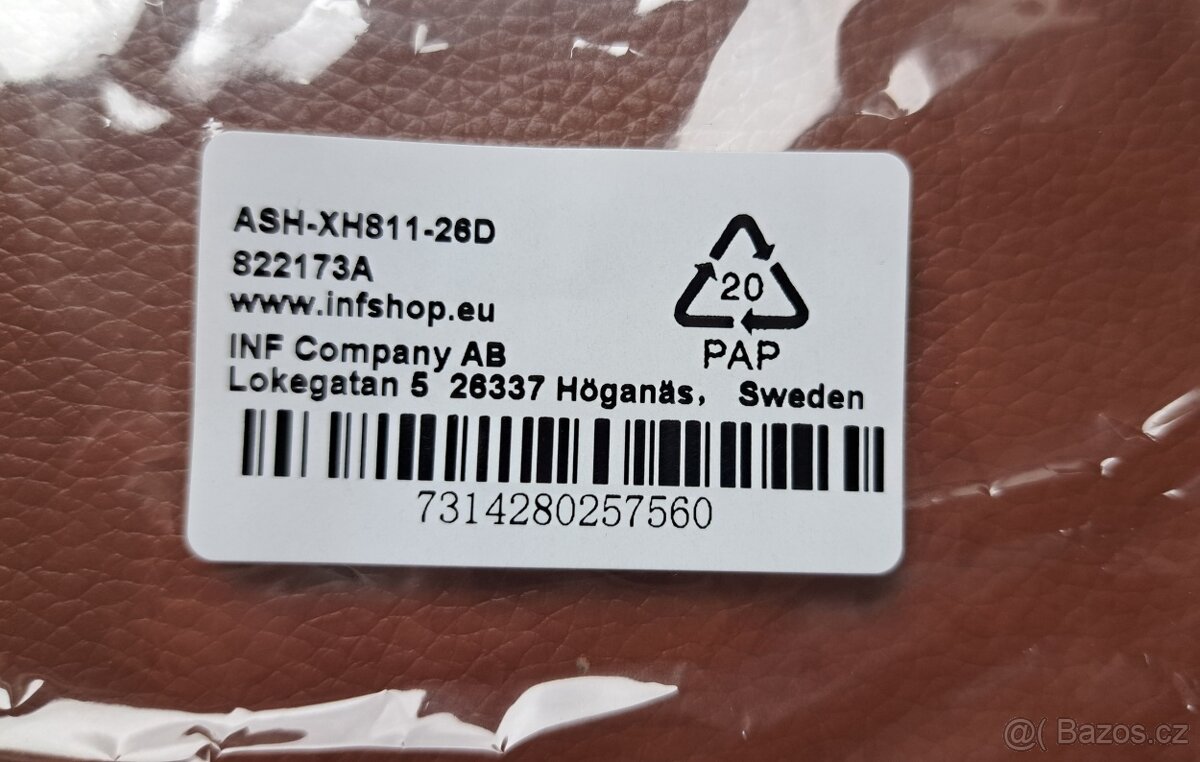 ASH-XH811-26D
822173A
www.infshop.eu
INF Company AB
Lokegatan 5 26337 Höganäs, Sweden
20
PAP
7314280257560
@( Bazos.cz